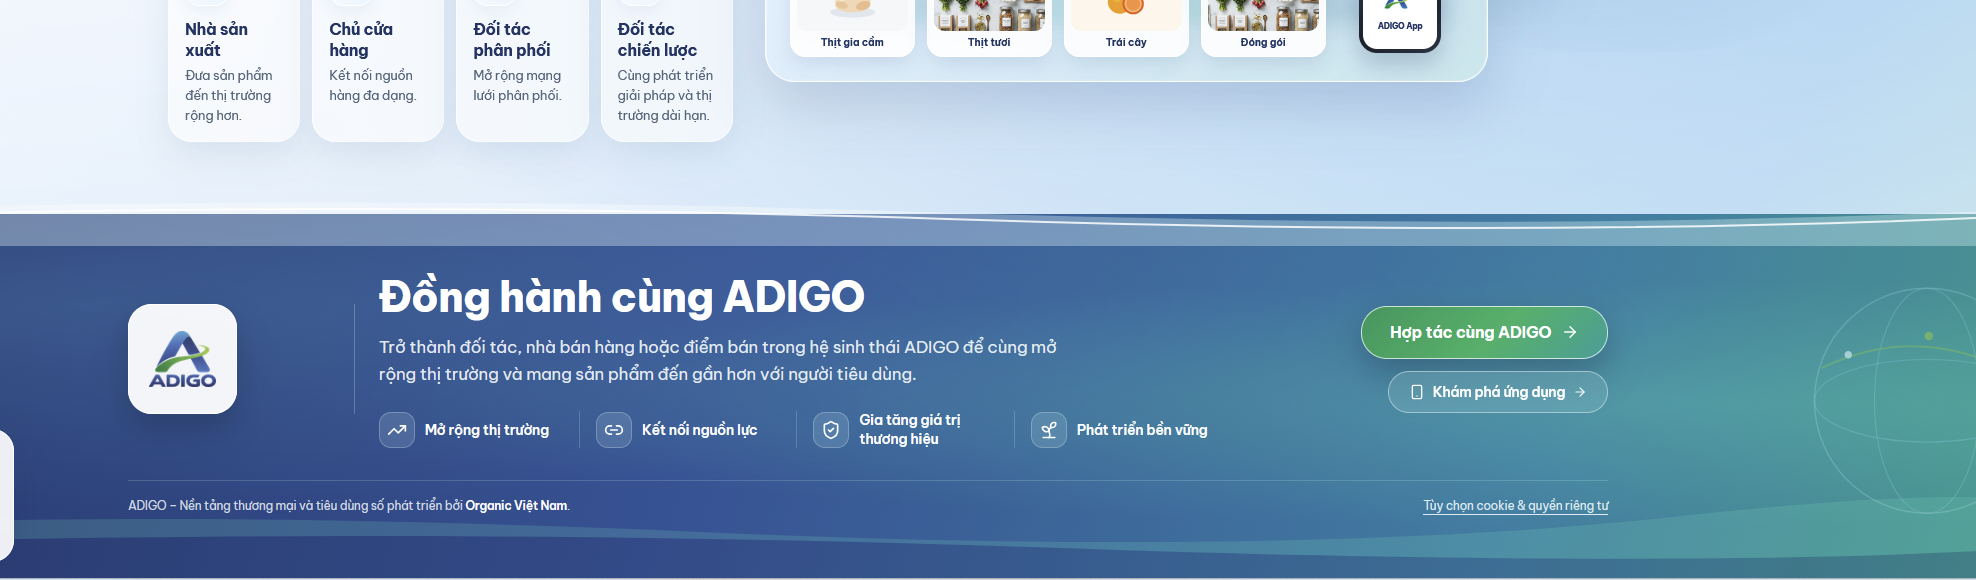 Nhà sản
xuất
Đưa sản phẩm
đến thị trường
rộng hơn.
Chủ cửa
hàng
Kết nối nguồn
hàng đa dạng.
Đối tác
phân phối
Mở rộng mạng
lưới phân phối.
Đối tác
chiến lược
Cùng phát triển
giải pháp và thị
trường dài hạn.
Thịt gia cầm
Thịt tươi
Trái cây
Đóng gói
ADIGO App
ADIGO
Đồng hành cùng ADIGO
Trở thành đối tác, nhà bán hàng hoặc điểm bán trong hệ sinh thái ADIGO để cùng mở
rộng thị trường và mang sản phẩm đến gần hơn với người tiêu dùng.
Mở rộng thị trường
Kết nối nguồn lực
Gia tăng giá trị
thương hiệu
Phát triển bền vững
Hợp tác cùng ADIGO
Khám phá ứng dụng
ADIGO – Nền tảng thương mại và tiêu dùng số phát triển bởi Organic Việt Nam.
Tùy chọn cookie & quyền riêng tư